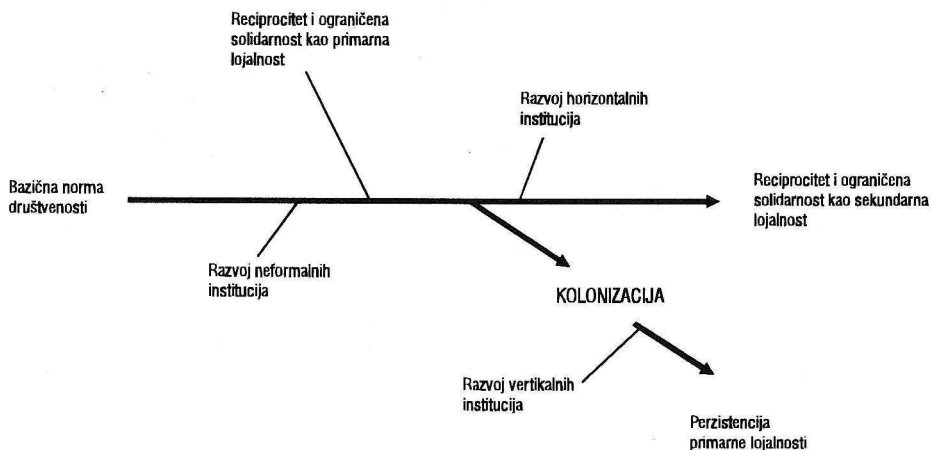 Reciprocitet i ograničena
solidarnost kao primarna
lojalnost
Razvoj horizontalnih
institucija
Bazična norma
društvenosti
Reciprocitet i ograničena
solidarnost kao sekundarna
lojalnost
Razvoj neformalnih
institucija
KOLONIZACIJA
Razvoj vertikalnih
institucija
Perzistencija
primarne lojalnosti